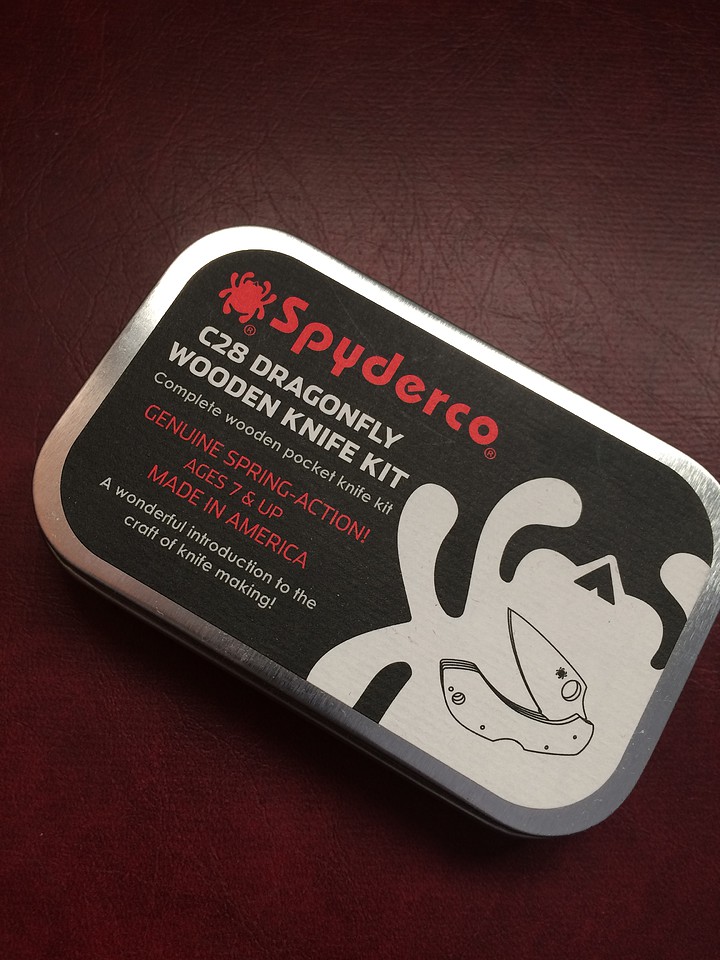 Spyderco®
C28 DRAGONFLY
WOODEN KNIFE KIT
Complete wooden pocket knife kit
GENUINE SPRING-ACTION!
AGES 7 & UP
MADE IN AMERICA
A wonderful introduction to the
craft of knife making!